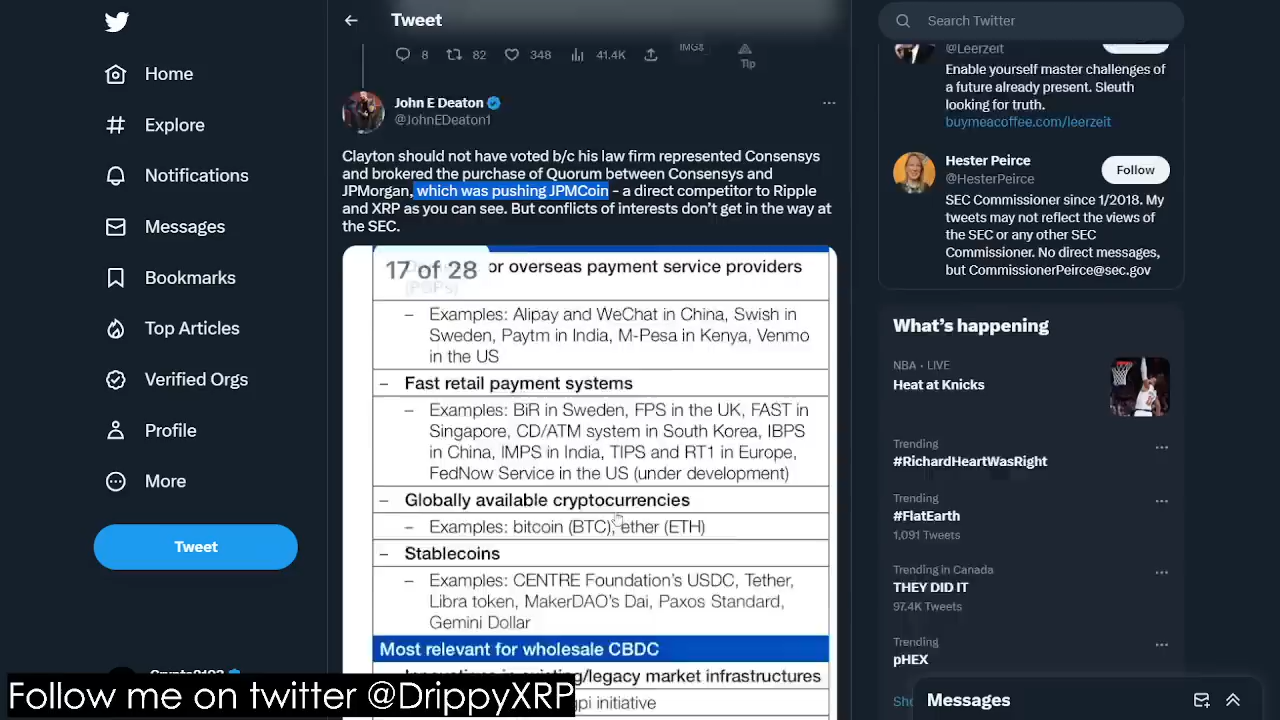 Home
Explore
Notifications
Messages
Bookmarks
Top Articles
Verified Orgs
Profile
More
Tweet
Tweet
8 82 348 41.4K
Tip
John E Deaton
@JohnEDeaton1
Clayton should not have voted b/c his law firm represented Consensys
and brokered the purchase of Quorum between Consensys and
JPMorgan, which was pushing JPMCoin - a direct competitor to Ripple
and XRP as you can see. But conflicts of interests don't get in the way at
the SEC.
17 of 28
or overseas payment service providers
(PSPs)
– Examples: Alipay and WeChat in China, Swish in
Sweden, Paytm in India, M-Pesa in Kenya, Venmo
in the US
– Fast retail payment systems
– Examples: BiR in Sweden, FPS in the UK, FAST in
Singapore, CD/ATM system in South Korea, IBPS
in China, IMPS in India, TIPS and RT1 in Europe,
FedNow Service in the US (under development)
– Globally available cryptocurrencies
– Examples: bitcoin (BTC), ether (ETH)
– Stablecoins
– Examples: CENTRE Foundation's USDC, Tether,
Libra token, MakerDAO's Dai, Paxos Standard,
Gemini Dollar
Most relevant for wholesale CBDC
Innovations in existing/legacy market infrastructures
gpi initiative
Search Twitter
@Leerzeit
Enable yourself master challenges of
a future already present. Sleuth
looking for truth.
buymeacoffee.com/leerzeit
Hester Peirce
@HesterPeirce
Follow
SEC Commissioner since 1/2018. My
tweets may not reflect the views of
the SEC or any other SEC
Commissioner. No direct messages,
but CommissionerPeirce@sec.gov
What's happening
NBA · LIVE
Heat at Knicks
Trending
#RichardHeartWasRight
Trending
#FlatEarth
1,091 Tweets
Trending in Canada
THEY DID IT
97.4K Tweets
Trending
pHEX
Messages
Follow me on twitter @DrippyXRP